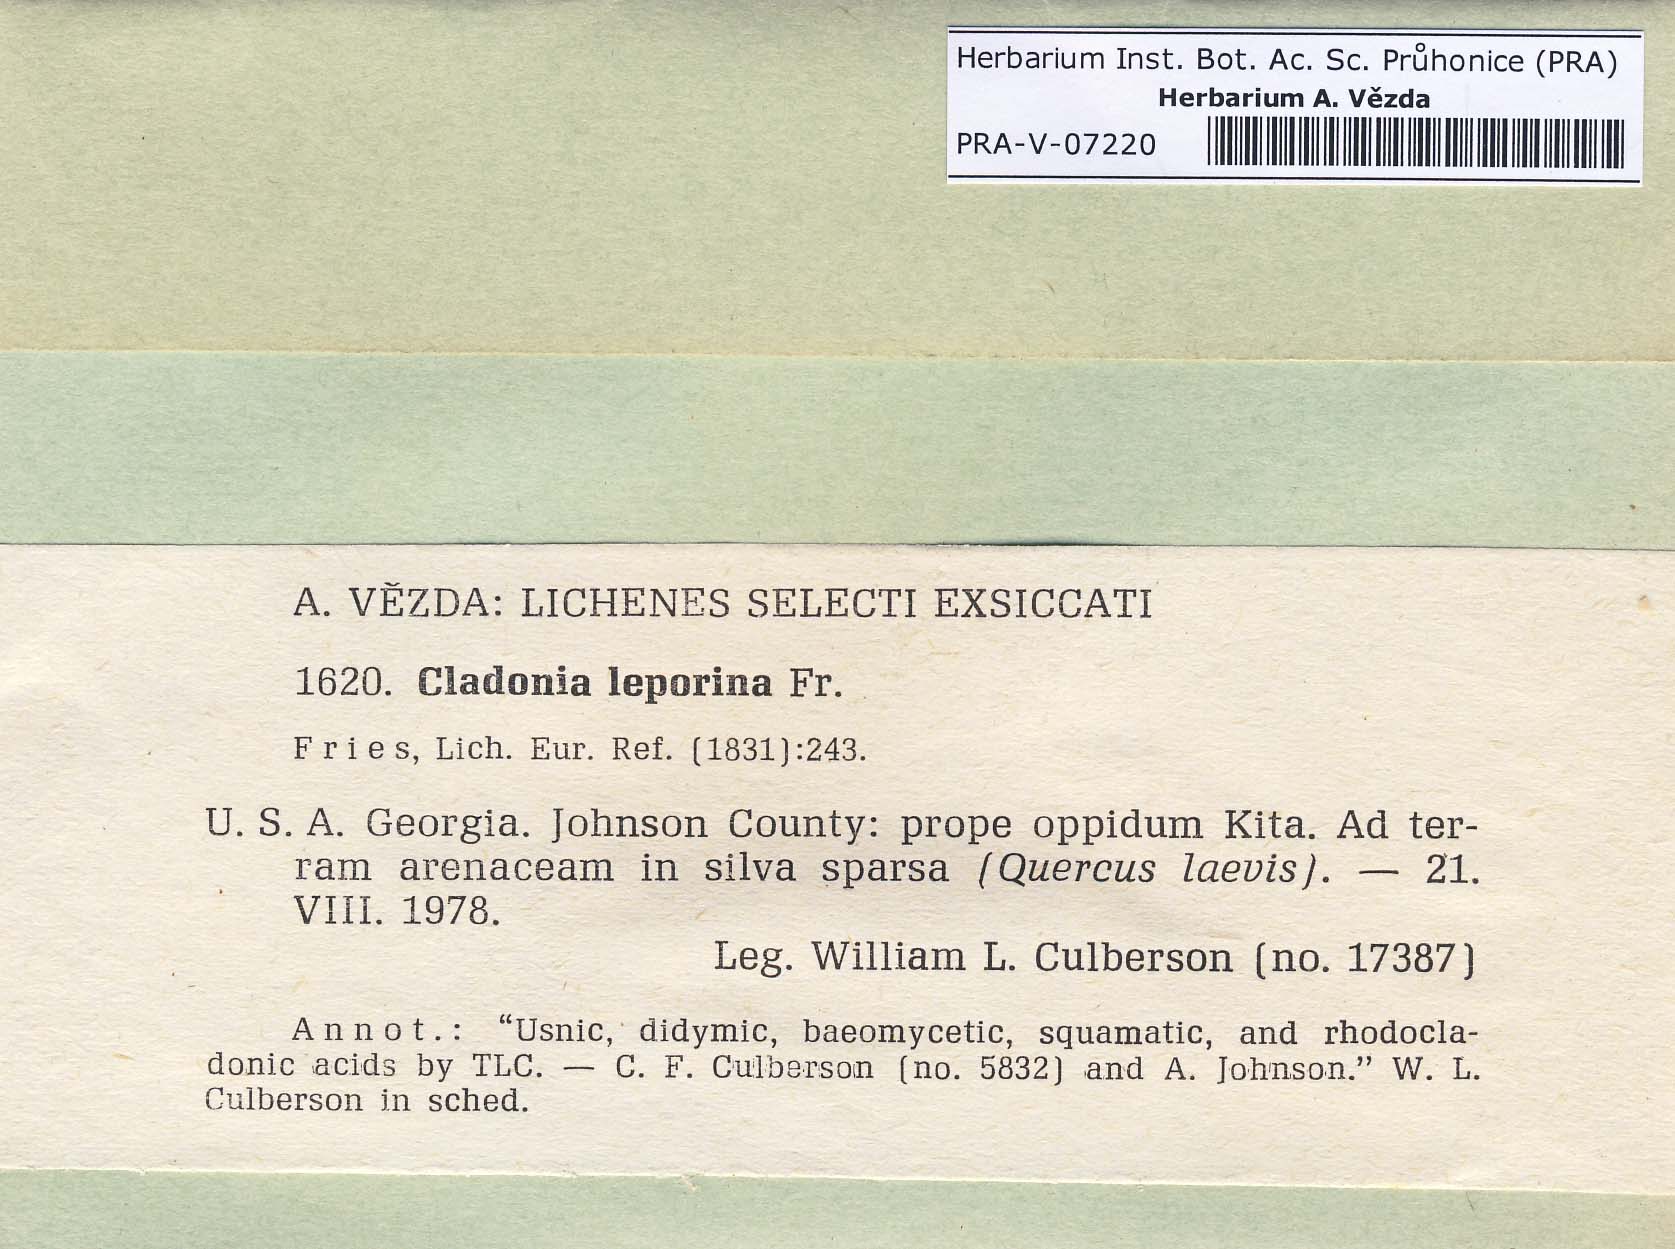 Herbarium Inst. Bot. Ac. Sc. Průhonice (PRA)
Herbarium A. Vězda
PRA-V-07220
A. VĚZDA: LICHENES SELECTI EXSICCATI
1620. Cladonia leporina Fr.
Fries, Lich. Eur. Ref. (1831):243.
U. S. A. Georgia. Johnson County: prope oppidum Kita. Ad ter-
ram arenaceam in silva sparsa (Quercus laevis). — 21.
VIII. 1978.
Leg. William L. Culberson (no. 17387)
Annot.: “Usnic, didymic, baeomycetic, squamatic, and rhodocla-
donic acids by TLC. — C. F. Culberson (no. 5832) and A. Johnson.” W. L.
Culberson in sched.